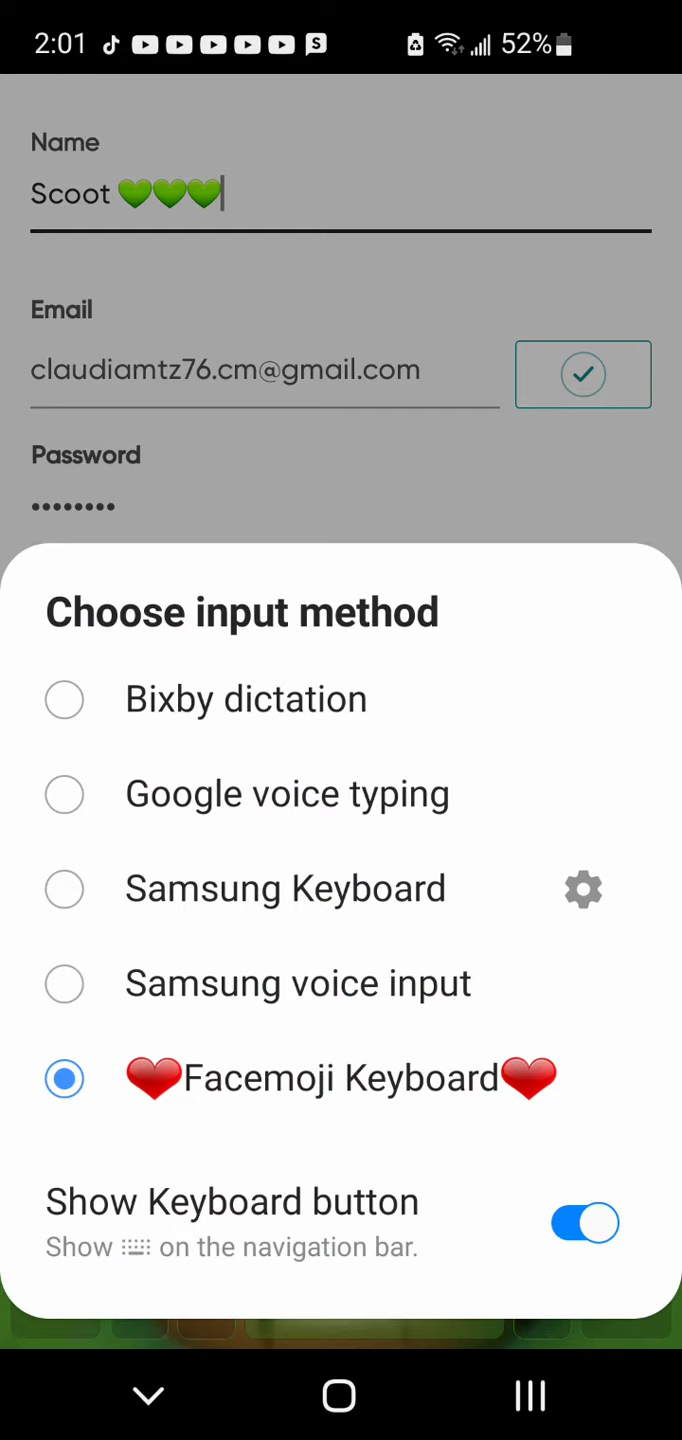 2:01 52%
Name
Scoot 💚💚💚
Email
claudiamtz76.cm@gmail.com
Password
••••••••
Choose input method
Bixby dictation
Google voice typing
Samsung Keyboard
Samsung voice input
❤️Facemoji Keyboard❤️
Show Keyboard button
Show ⌨ on the navigation bar.